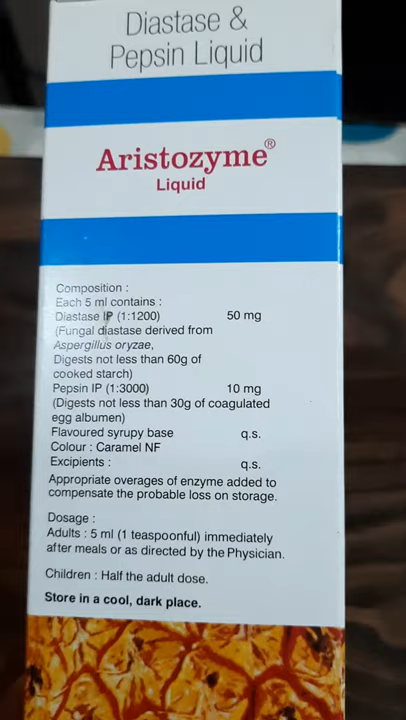 Diastase &
Pepsin Liquid
Aristozyme®
Liquid
Composition :
Each 5 ml contains :
Diastase IP (1:1200) 50 mg
(Fungal diastase derived from
Aspergillus oryzae,
Digests not less than 60g of
cooked starch)
Pepsin IP (1:3000) 10 mg
(Digests not less than 30g of coagulated
egg albumen)
Flavoured syrupy base q.s.
Colour : Caramel NF
Excipients : q.s.
Appropriate overages of enzyme added to
compensate the probable loss on storage.
Dosage :
Adults : 5 ml (1 teaspoonful) immediately
after meals or as directed by the Physician.
Children : Half the adult dose.
Store in a cool, dark place.